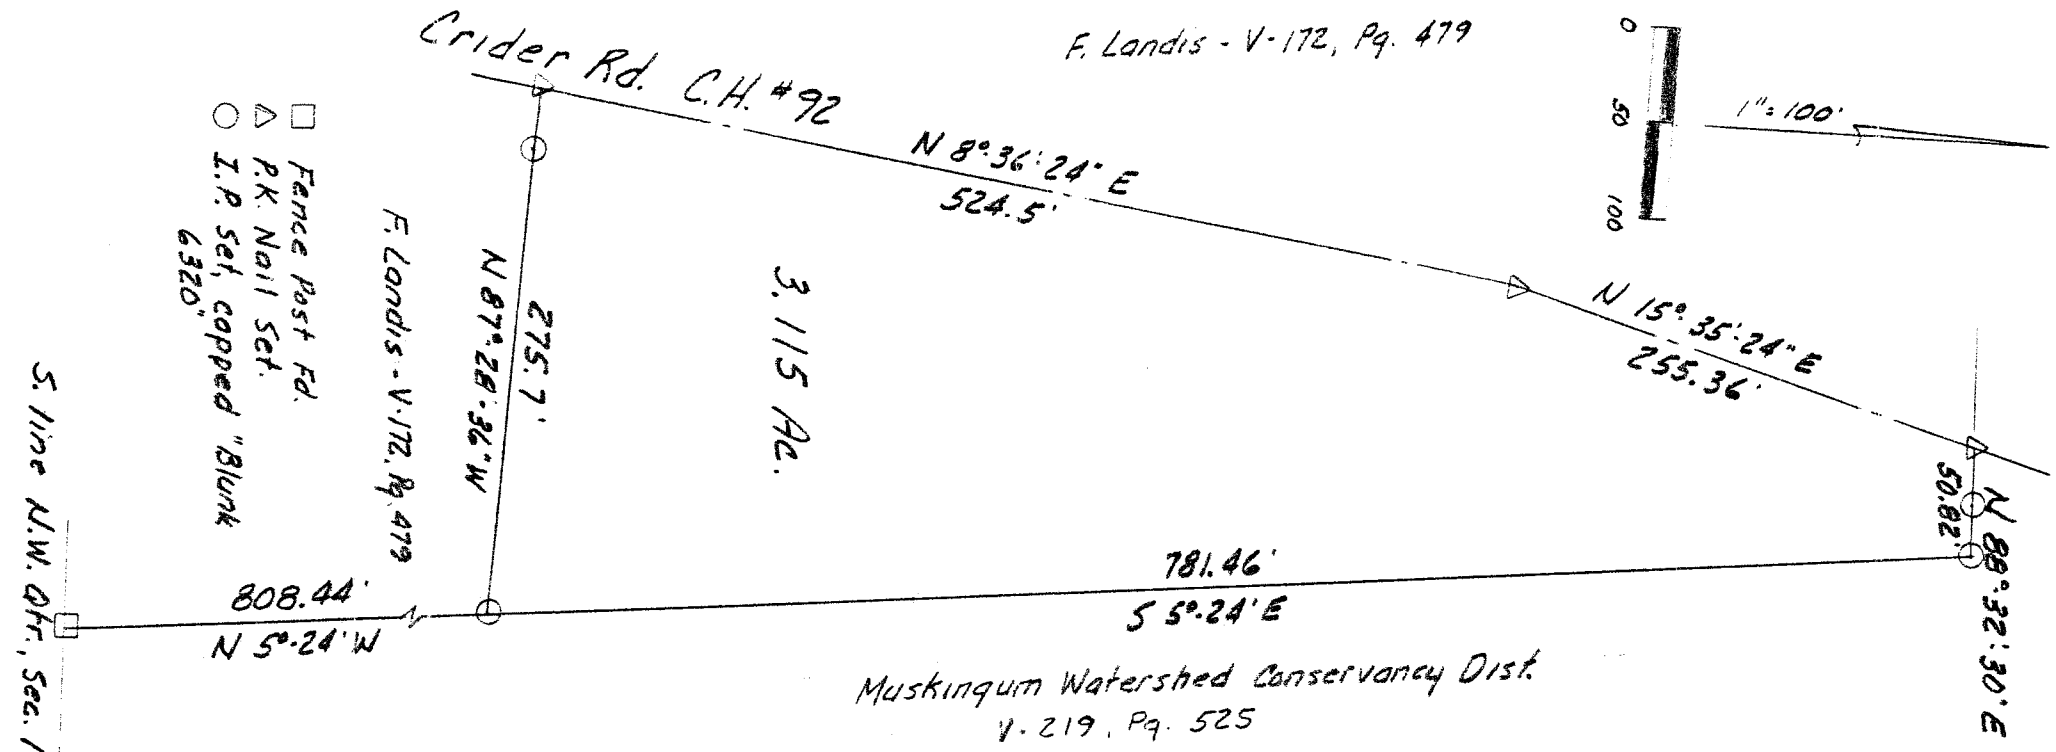 Crider Rd. C.H. #92
F. Landis - V-172, Pg. 479
0
50
100
1"=100'
N 8°-36'-24" E
524.5'
N 15°-35'-24" E
255.36'
□ Fence Post Fd.
△ P.K. Nail Set.
○ I.P. Set, capped "Blunk
6320"
F. Landis - V-172, Pg. 479
275.7'
N 87°-28'-36" W
3.115 Ac.
50.82'
N 88°-32'-30" E
781.46'
S 5°-24' E
808.44'
N 5°-24' W
S. line N.W. Qtr., Sec. 1
Muskingum Watershed Conservancy Dist.
V-219, Pg. 525